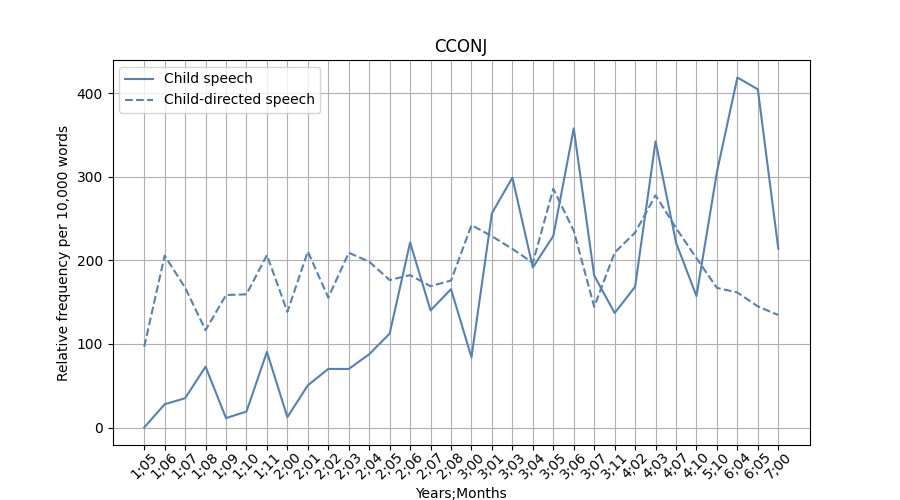 CCONJ
Child speech
Child-directed speech
Relative frequency per 10,000 words
400
300
200
100
0
1;05 1;06 1;07 1;08 1;09 1;10 1;11 2;00 2;01 2;02 2;03 2;04 2;05 2;06 2;07 2;08 3;00 3;01 3;03 3;04 3;05 3;06 3;07 3;11 4;02 4;03 4;07 4;10 5;10 6;04 6;05 7;00
Years;Months